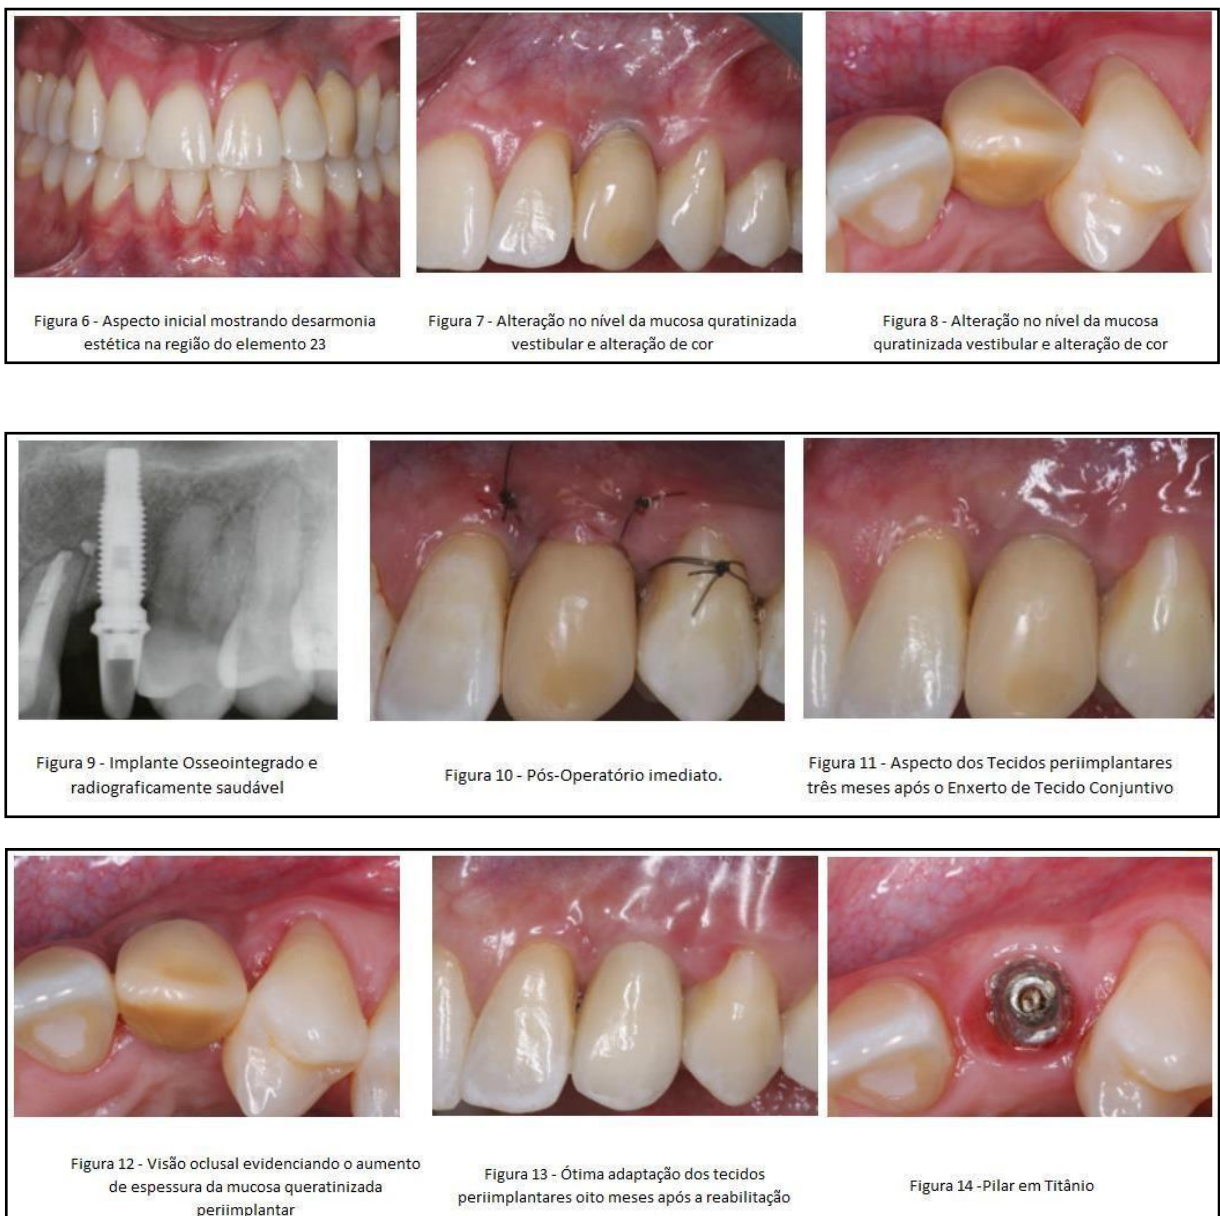 Figura 6 - Aspecto inicial mostrando desarmonia
estética na região do elemento 23
Figura 7 - Alteração no nível da mucosa quratinizada
vestibular e alteração de cor
Figura 8 - Alteração no nível da mucosa
quratinizada vestibular e alteração de cor
Figura 9 - Implante Osseointegrado e
radiograficamente saudável
Figura 10 - Pós-Operatório imediato.
Figura 11 - Aspecto dos Tecidos periimplantares
três meses após o Enxerto de Tecido Conjuntivo
Figura 12 - Visão oclusal evidenciando o aumento
de espessura da mucosa queratinizada
periimplantar
Figura 13 - Ótima adaptação dos tecidos
periimplantares oito meses após a reabilitação
Figura 14 -Pilar em Titânio